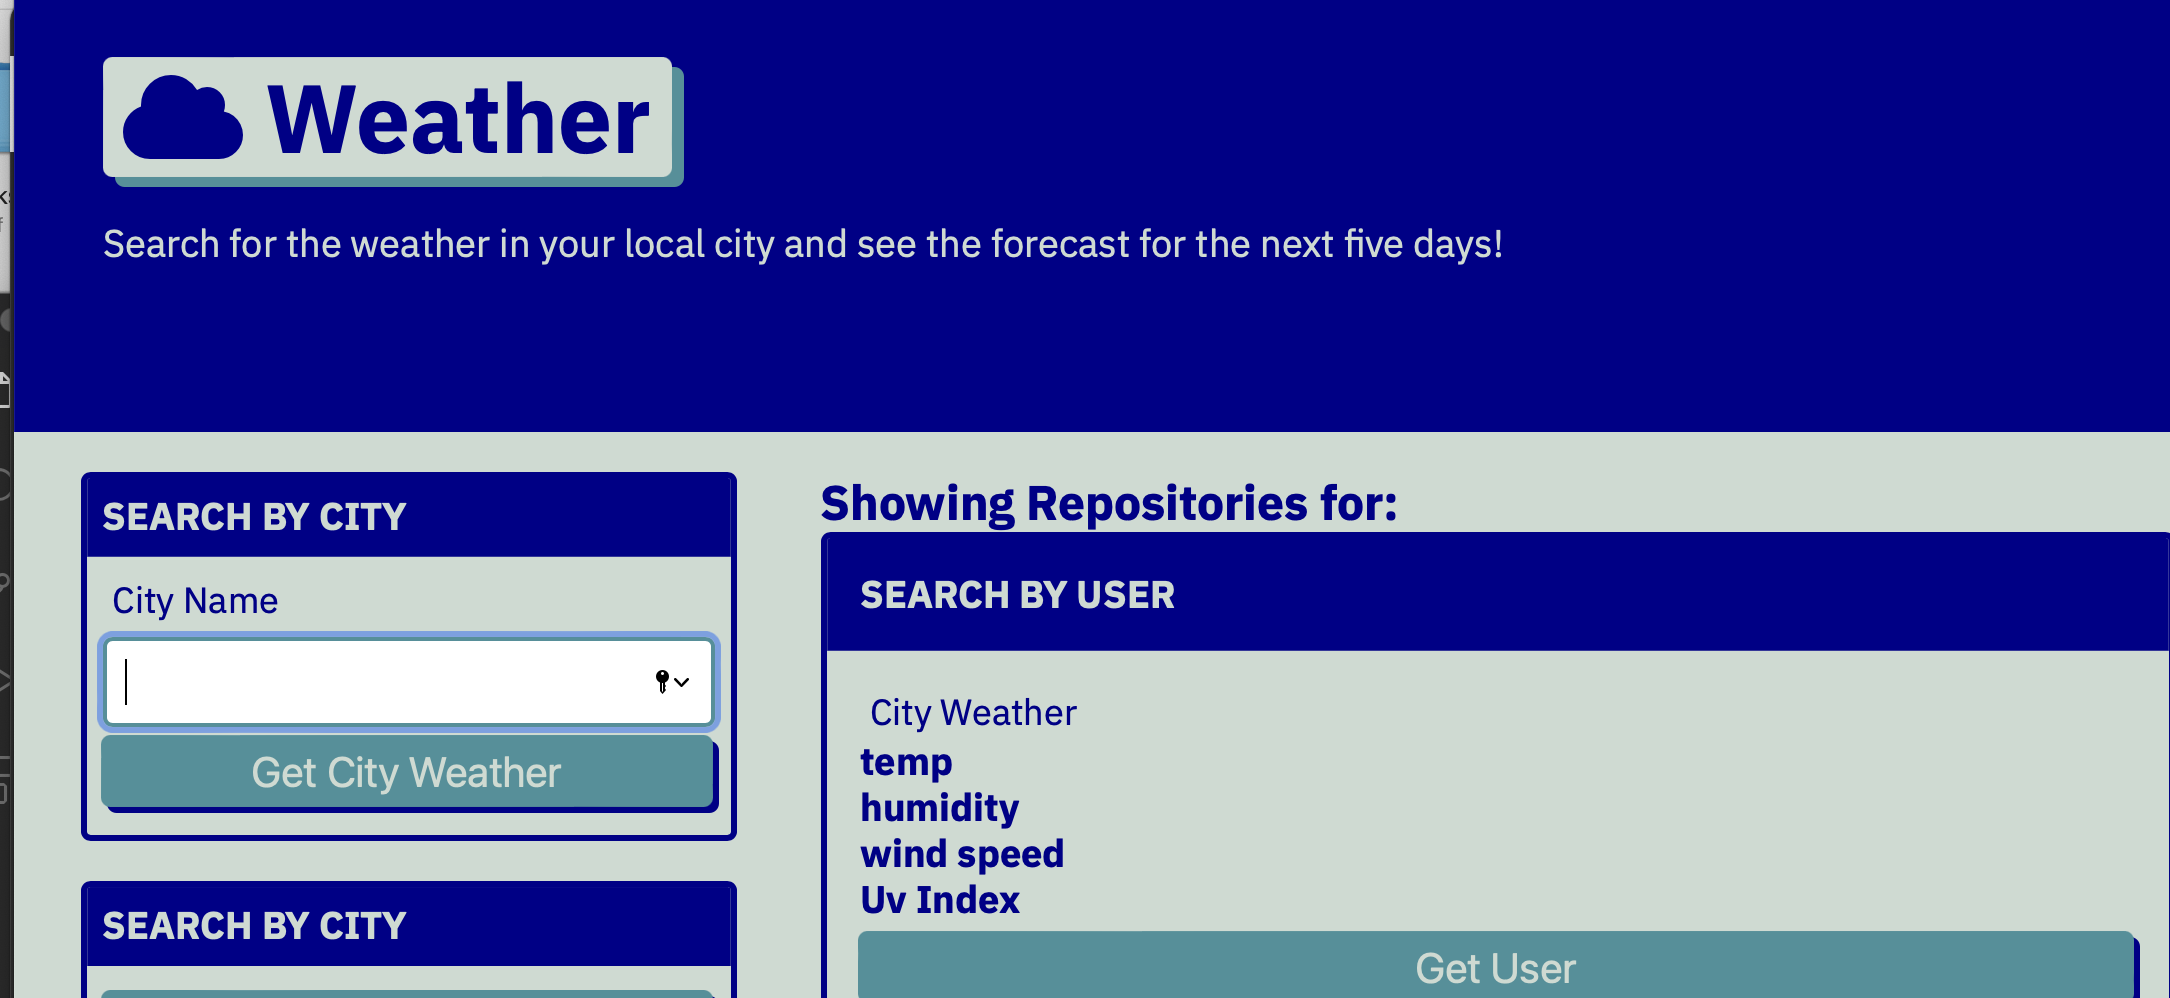 Weather
Search for the weather in your local city and see the forecast for the next five days!
SEARCH BY CITY
City Name
Get City Weather
SEARCH BY CITY
Showing Repositories for:
SEARCH BY USER
City Weather
temp
humidity
wind speed
Uv Index
Get User